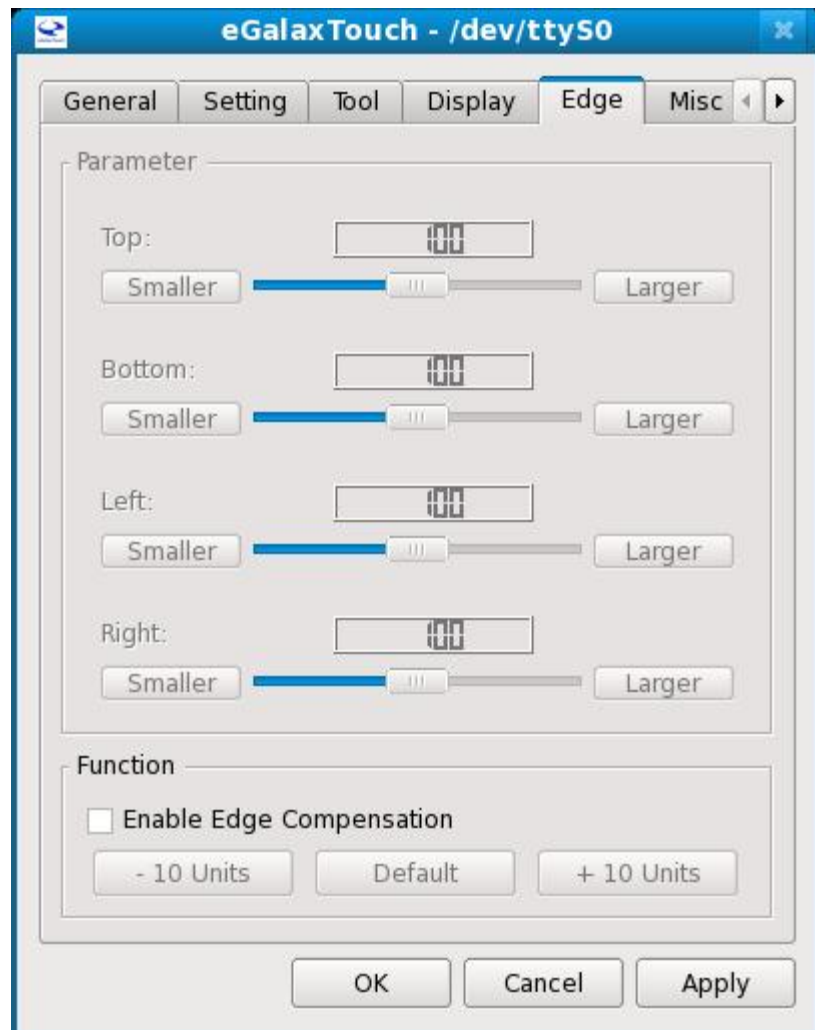 eGalaxTouch - /dev/ttyS0
General Setting Tool Display Edge Misc
Parameter
Top: 100
Smaller Larger
Bottom: 100
Smaller Larger
Left: 100
Smaller Larger
Right: 100
Smaller Larger
Function
Enable Edge Compensation
- 10 Units Default + 10 Units
OK Cancel Apply